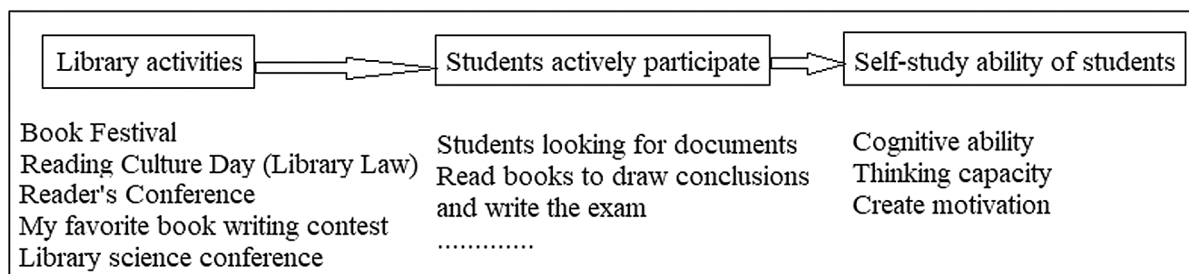 Library activities
Students actively participate
Self-study ability of students
Book Festival
Reading Culture Day (Library Law)
Reader's Conference
My favorite book writing contest
Library science conference
Students looking for documents
Read books to draw conclusions
and write the exam
.............
Cognitive ability
Thinking capacity
Create motivation